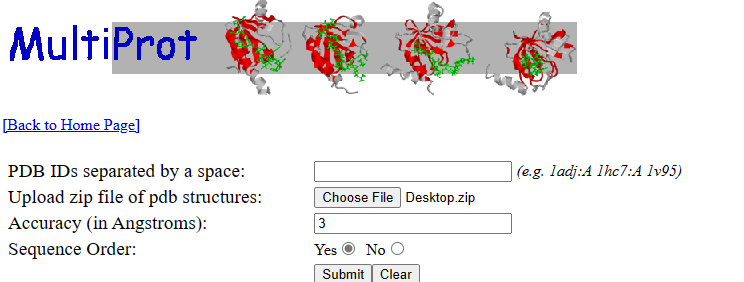 MultiProt
[Back to Home Page]
PDB IDs separated by a space: (e.g. 1adj:A 1hc7:A 1v95)
Upload zip file of pdb structures: Choose File Desktop.zip
Accuracy (in Angstroms): 3
Sequence Order: Yes No
Submit Clear